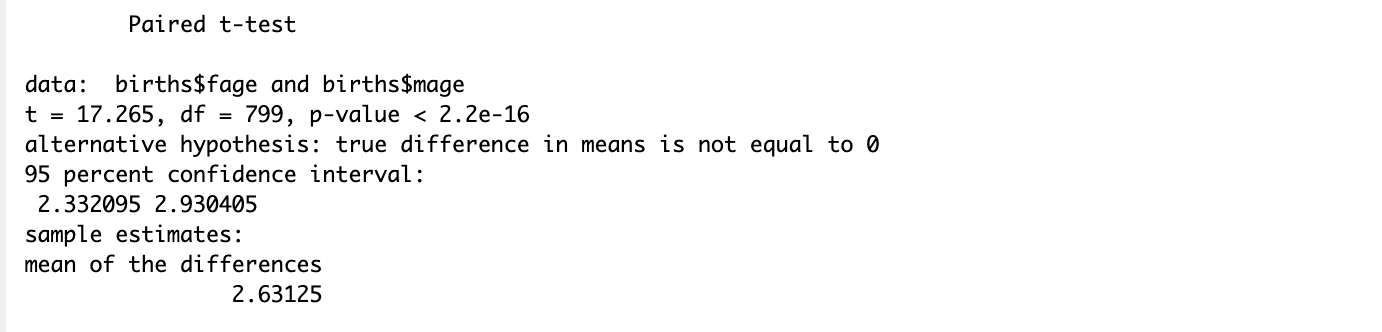 Paired t-test
data:  births$fage and births$mage
t = 17.265, df = 799, p-value < 2.2e-16
alternative hypothesis: true difference in means is not equal to 0
95 percent confidence interval:
2.332095 2.930405
sample estimates:
mean of the differences
2.63125